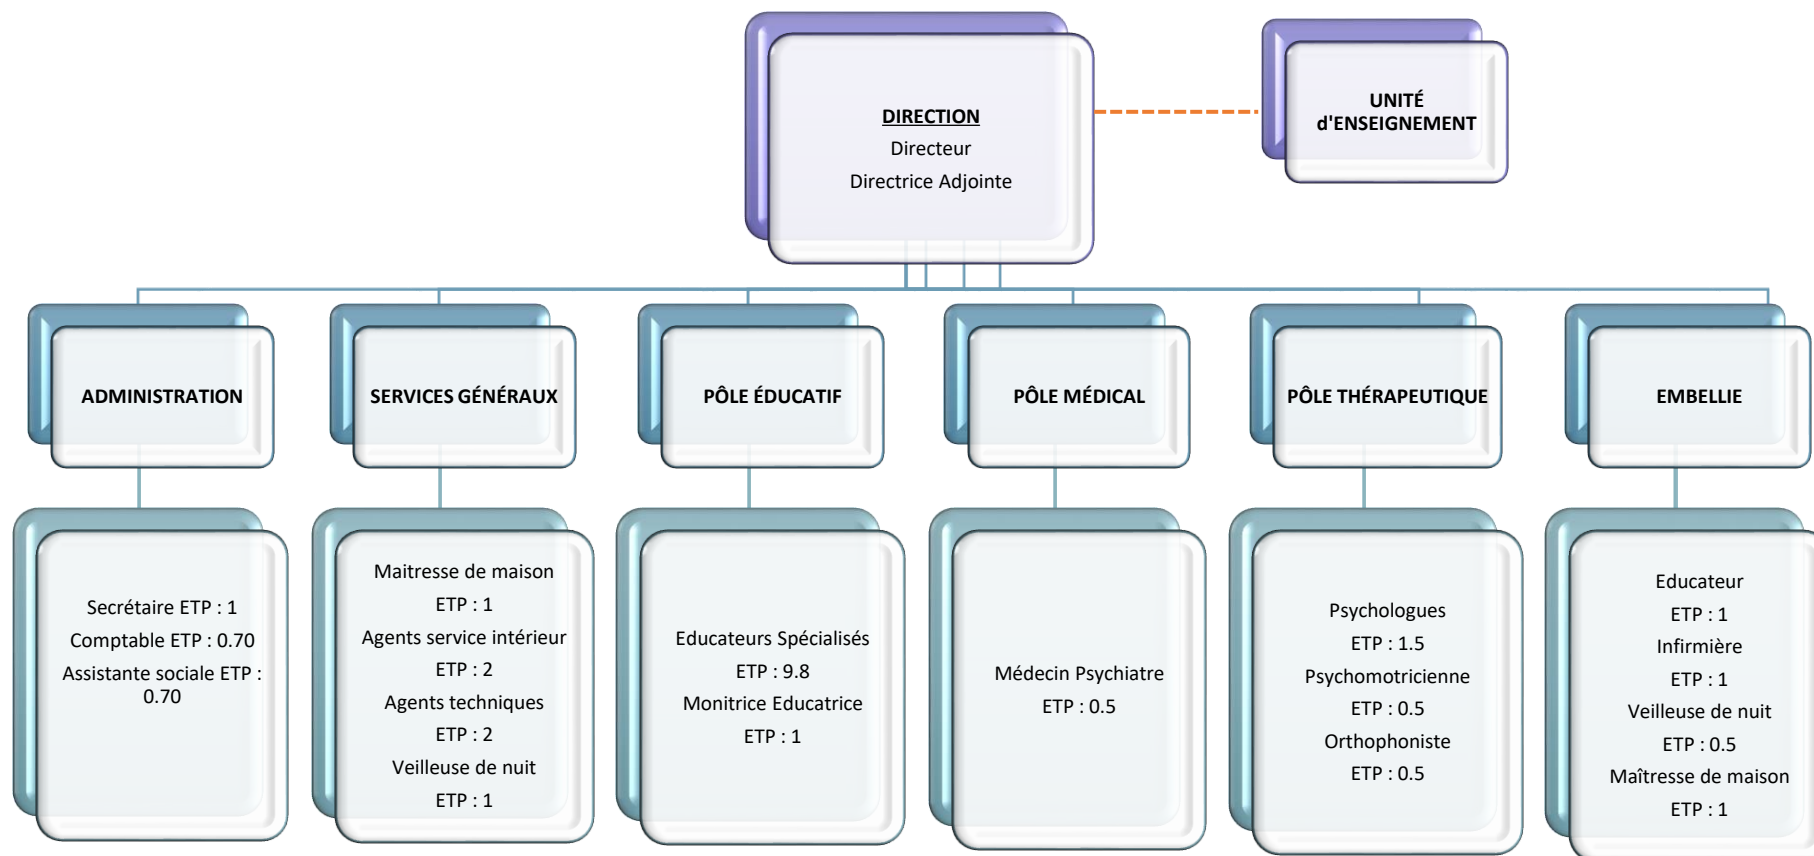 DIRECTION
Directeur
Directrice Adjointe
UNITÉ
d'ENSEIGNEMENT
ADMINISTRATION
SERVICES GÉNÉRAUX
PÔLE ÉDUCATIF
PÔLE MÉDICAL
PÔLE THÉRAPEUTIQUE
EMBELLIE
Secrétaire ETP : 1
Comptable ETP : 0.70
Assistante sociale ETP :
0.70
Maitresse de maison
ETP : 1
Agents service intérieur
ETP : 2
Agents techniques
ETP : 2
Veilleuse de nuit
ETP : 1
Educateurs Spécialisés
ETP : 9.8
Monitrice Educatrice
ETP : 1
Médecin Psychiatre
ETP : 0.5
Psychologues
ETP : 1.5
Psychomotricienne
ETP : 0.5
Orthophoniste
ETP : 0.5
Educateur
ETP : 1
Infirmière
ETP : 1
Veilleuse de nuit
ETP : 0.5
Maîtresse de maison
ETP : 1